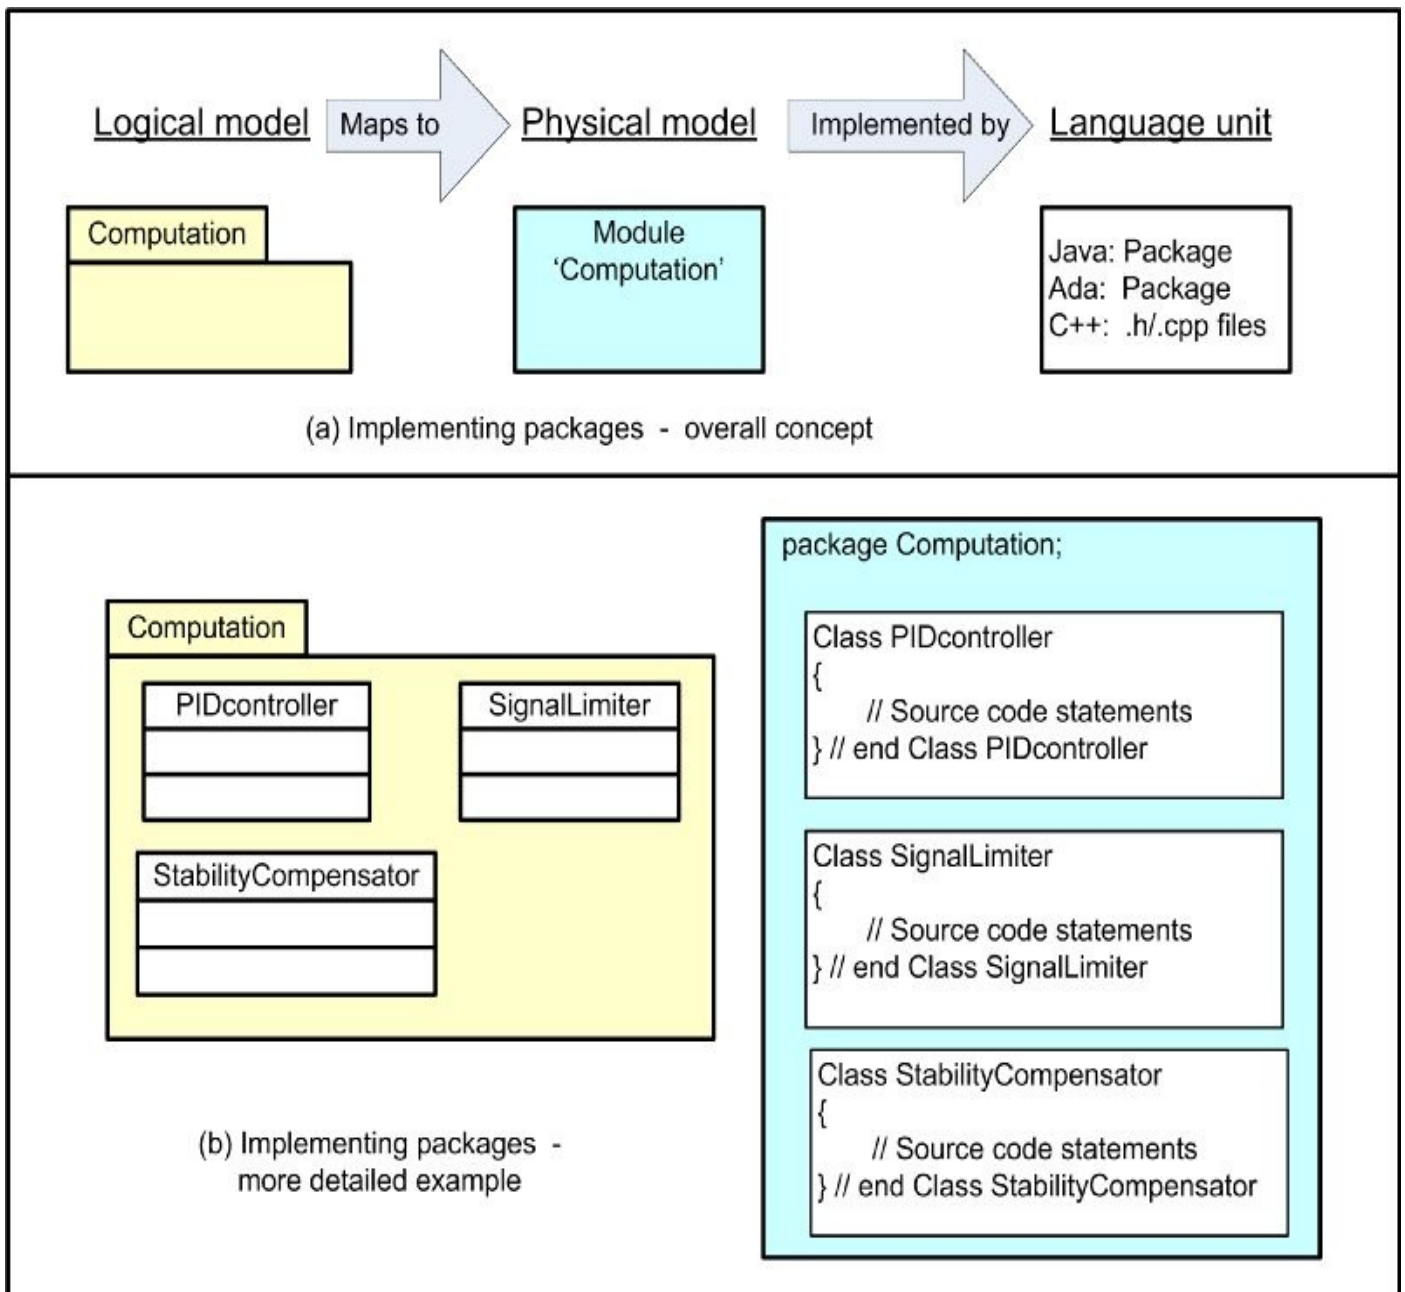 Logical model
Maps to
Physical model
Implemented by
Language unit
Computation
Module
‘Computation’
Java: Package
Ada:  Package
C++:  .h/.cpp files
(a) Implementing packages  -  overall concept
Computation
PIDcontroller
SignalLimiter
StabilityCompensator
(b) Implementing packages  -
more detailed example
package Computation;
Class PIDcontroller
{
// Source code statements
} // end Class PIDcontroller
Class SignalLimiter
{
// Source code statements
} // end Class SignalLimiter
Class StabilityCompensator
{
// Source code statements
} // end Class StabilityCompensator